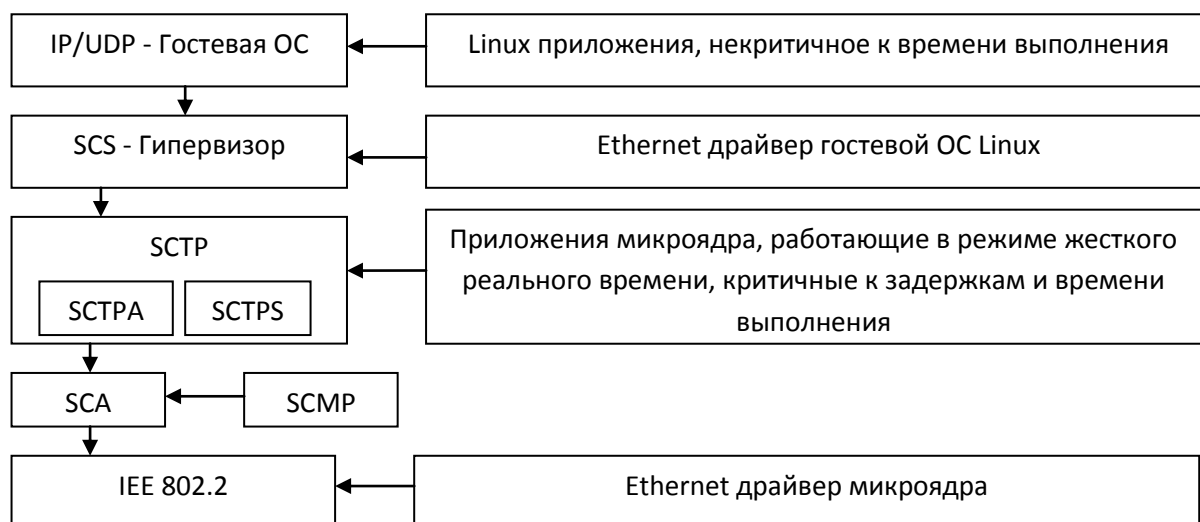 IP/UDP - Гостевая ОС
Linux приложения, некритичное к времени выполнения
SCS - Гипервизор
Ethernet драйвер гостевой ОС Linux
SCTP
SCTPA
SCTPS
Приложения микроядра, работающие в режиме жесткого
реального времени, критичные к задержкам и времени
выполнения
SCA
SCMP
IEE 802.2
Ethernet драйвер микроядра